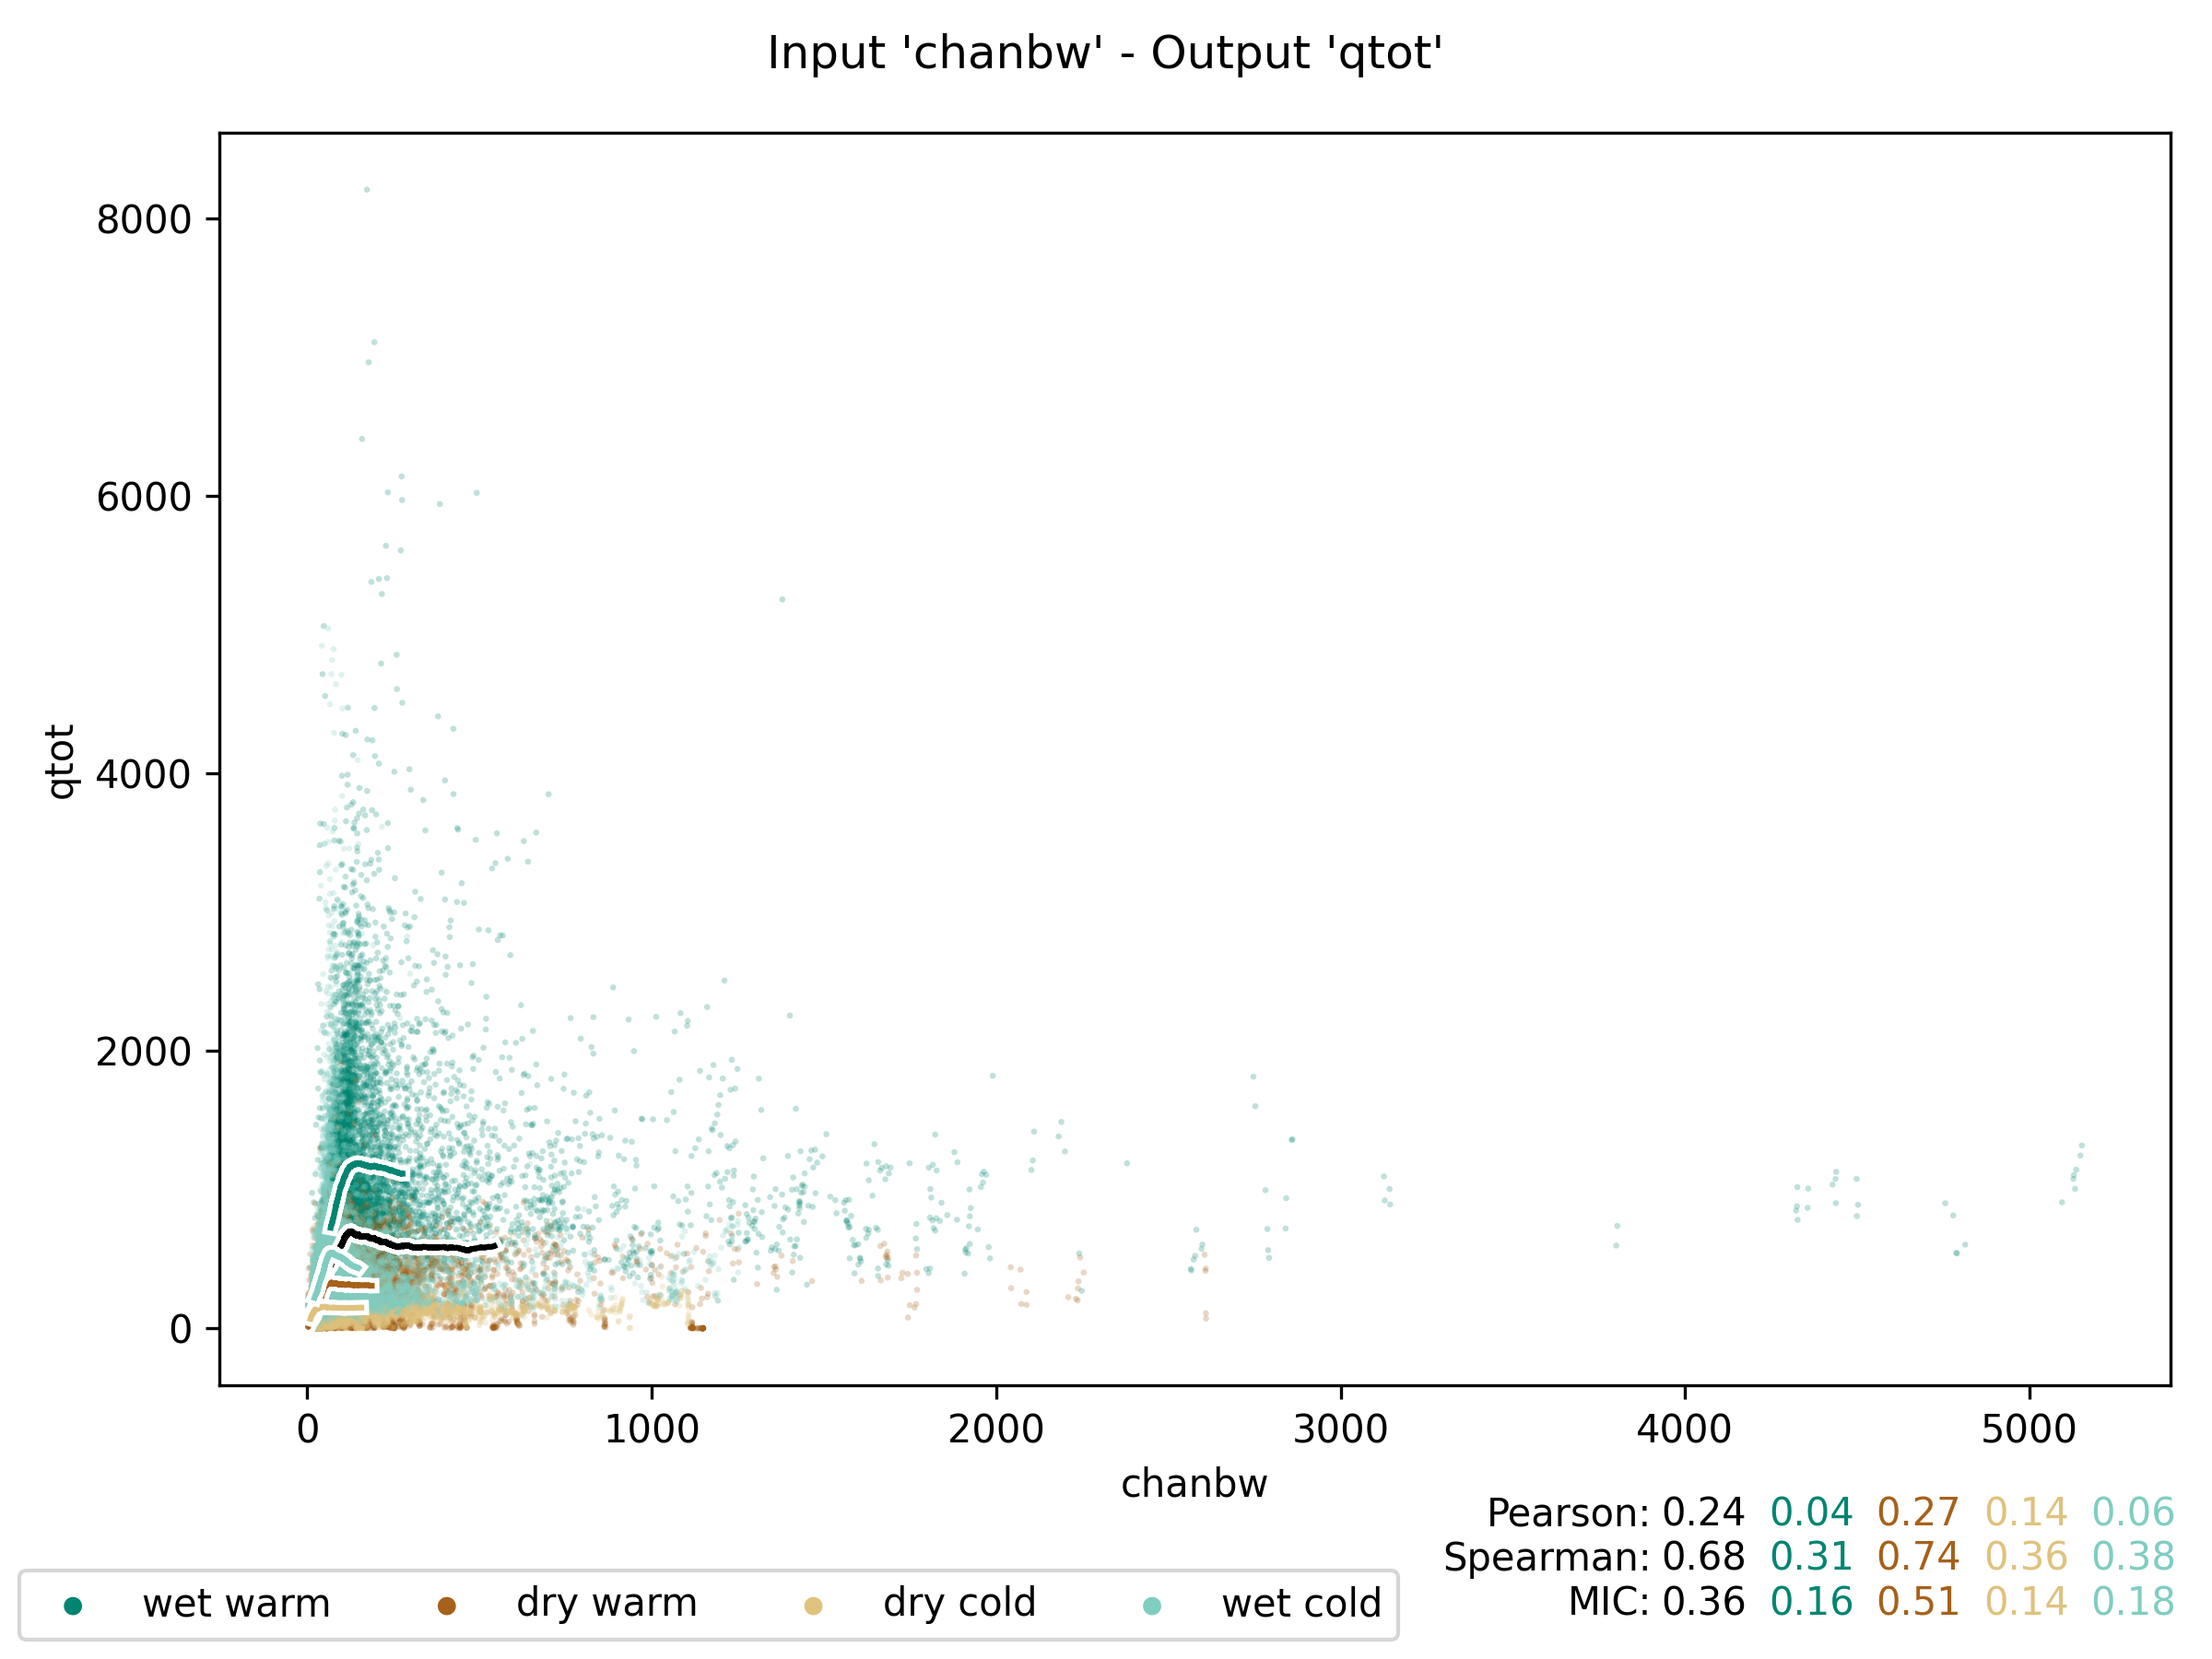 Input 'chanbw' - Output 'qtot'
8000
6000
4000
2000
0
qtot
0 1000 2000 3000 4000 5000
chanbw
Pearson: 0.24 0.04 0.27 0.14 0.06
Spearman: 0.68 0.31 0.74 0.36 0.38
MIC: 0.36 0.16 0.51 0.14 0.18
wet warm dry warm dry cold wet cold